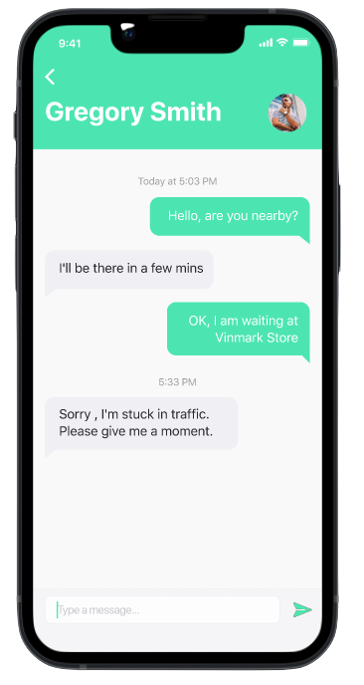 9:41
Gregory Smith
Today at 5:03 PM
Hello, are you nearby?
I'll be there in a few mins
OK, I am waiting at
Vinmark Store
5:33 PM
Sorry , I'm stuck in traffic.
Please give me a moment.
Type a message...